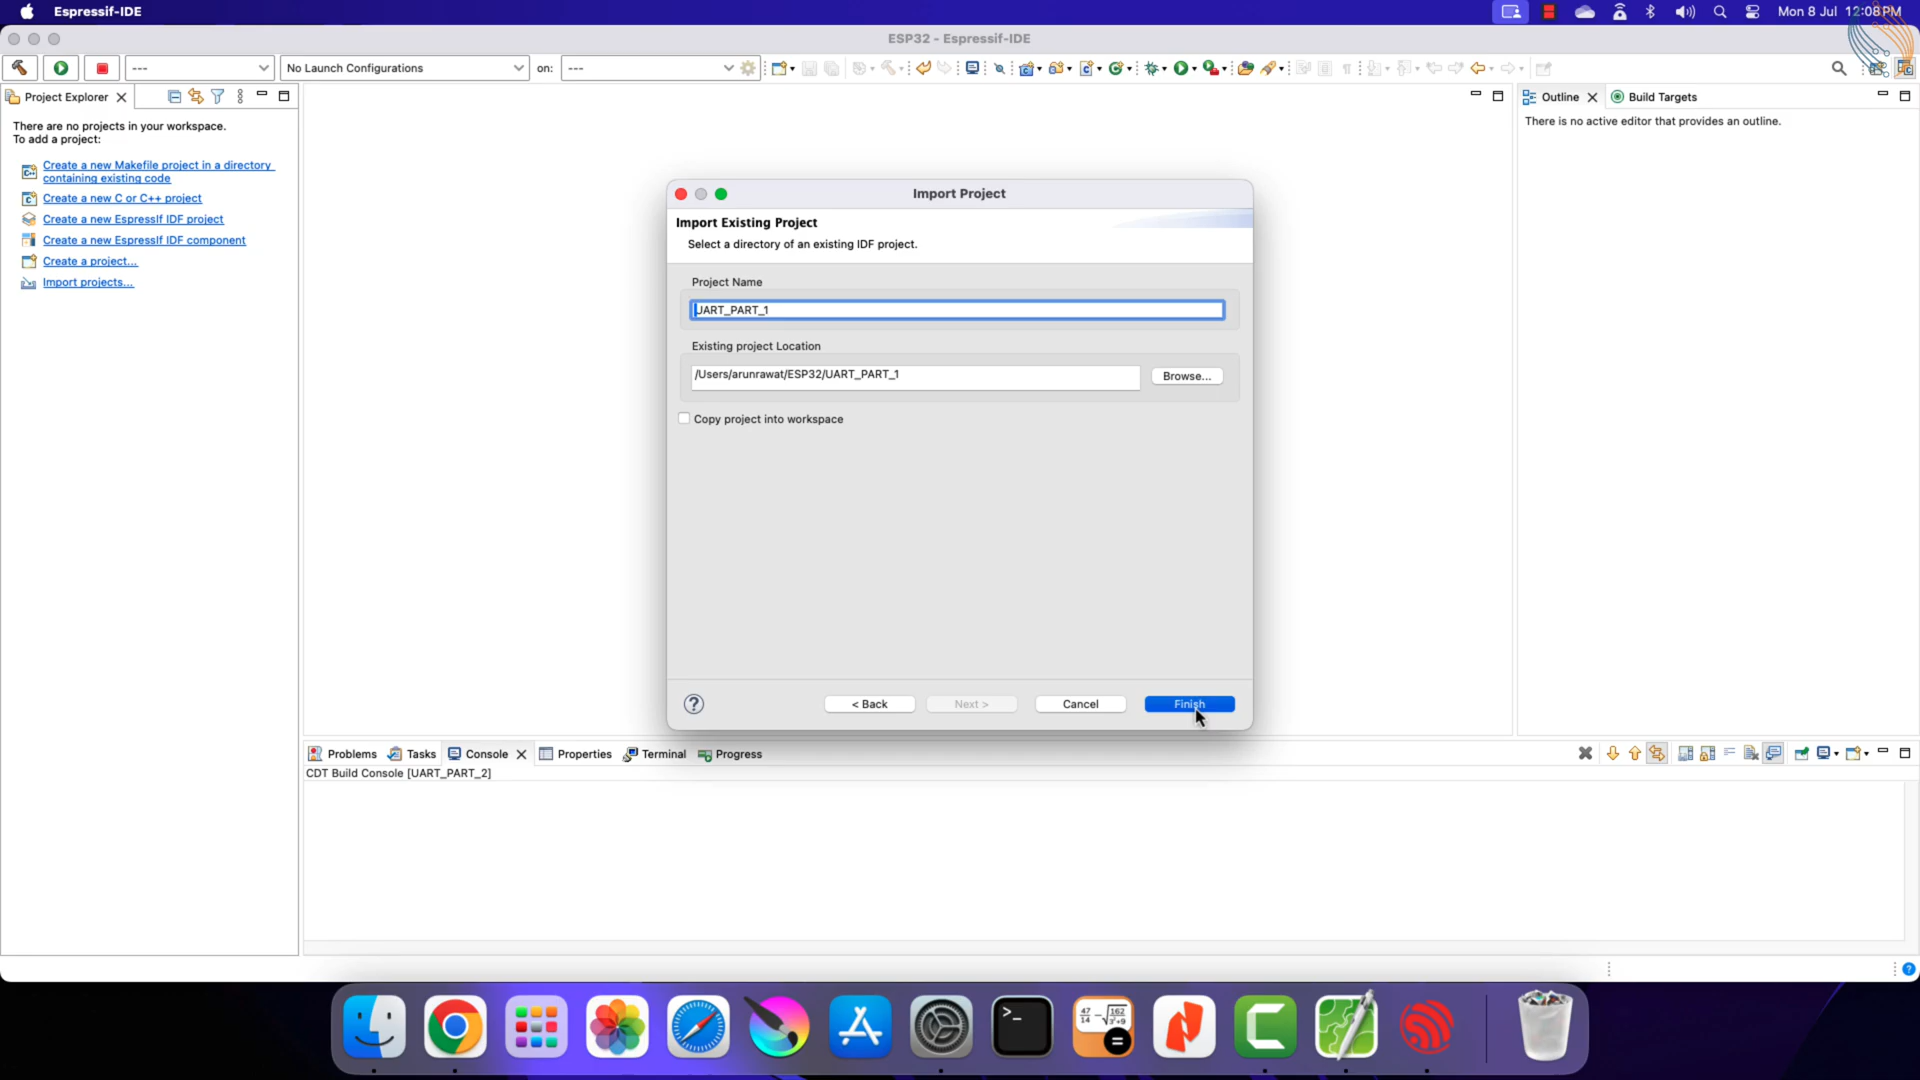 Espressif-IDE
Mon 8 Jul 12:08PM
ESP32 - Espressif-IDE
---
No Launch Configurations
on:
---
Project Explorer
There are no projects in your workspace.
To add a project:
Create a new Makefile project in a directory
containing existing code
Create a new C or C++ project
Create a new Espressif IDF project
Create a new Espressif IDF component
Create a project...
Import projects...
Outline
Build Targets
There is no active editor that provides an outline.
Import Project
Import Existing Project
Select a directory of an existing IDF project.
Project Name
UART_PART_1
Existing project Location
/Users/arunrawat/ESP32/UART_PART_1
Browse...
Copy project into workspace
?
< Back
Next >
Cancel
Finish
Problems
Tasks
Console
Properties
Terminal
Progress
CDT Build Console [UART_PART_2]